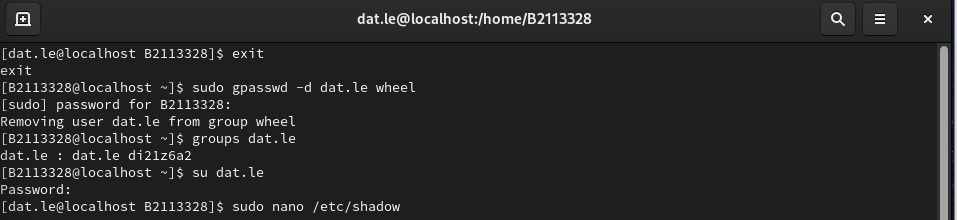 dat.le@localhost:/home/B2113328
[dat.le@localhost B2113328]$ exit
exit
[B2113328@localhost ~]$ sudo gpasswd -d dat.le wheel
[sudo] password for B2113328:
Removing user dat.le from group wheel
[B2113328@localhost ~]$ groups dat.le
dat.le : dat.le di21z6a2
[B2113328@localhost ~]$ su dat.le
Password:
[dat.le@localhost B2113328]$ sudo nano /etc/shadow